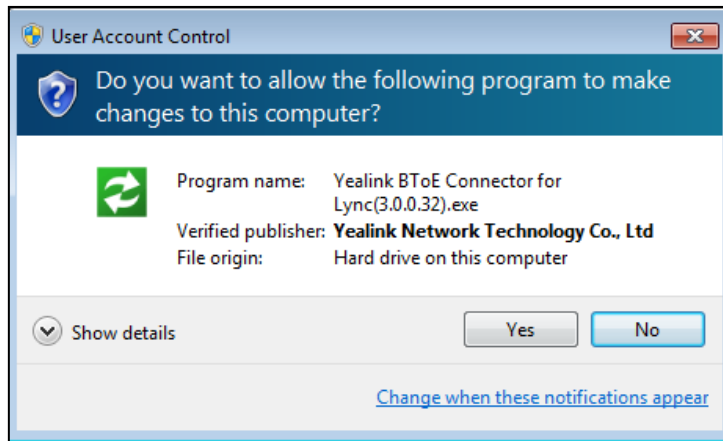 User Account Control
Do you want to allow the following program to make
changes to this computer?
Program name: Yealink BToE Connector for
Lync(3.0.0.32).exe
Verified publisher: Yealink Network Technology Co., Ltd
File origin: Hard drive on this computer
Show details
Yes
No
Change when these notifications appear